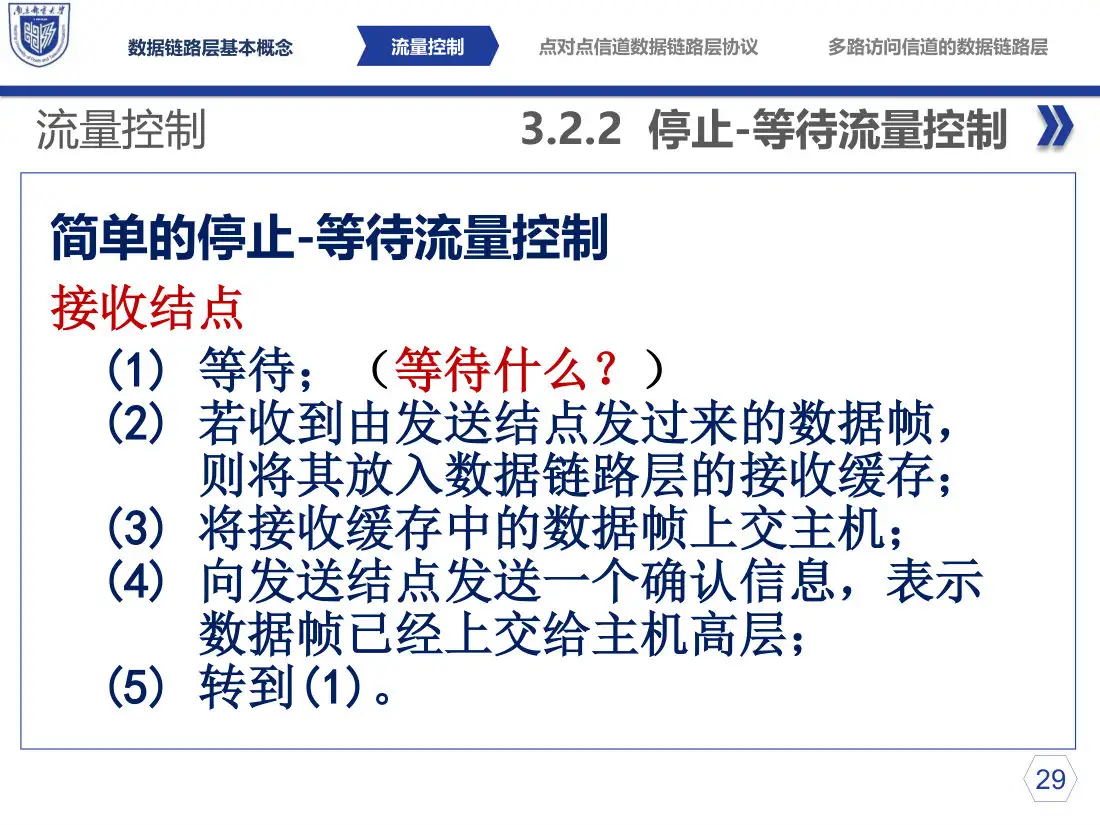 南京邮电大学
数据链路层基本概念
流量控制
点对点信道数据链路层协议
多路访问信道的数据链路层
流量控制
3.2.2 停止-等待流量控制
简单的停止-等待流量控制
接收结点
(1) 等待；（等待什么？）
(2) 若收到由发送结点发过来的数据帧，
则将其放入数据链路层的接收缓存；
(3) 将接收缓存中的数据帧上交主机；
(4) 向发送结点发送一个确认信息，表示
数据帧已经上交给主机高层；
(5) 转到(1)。
29